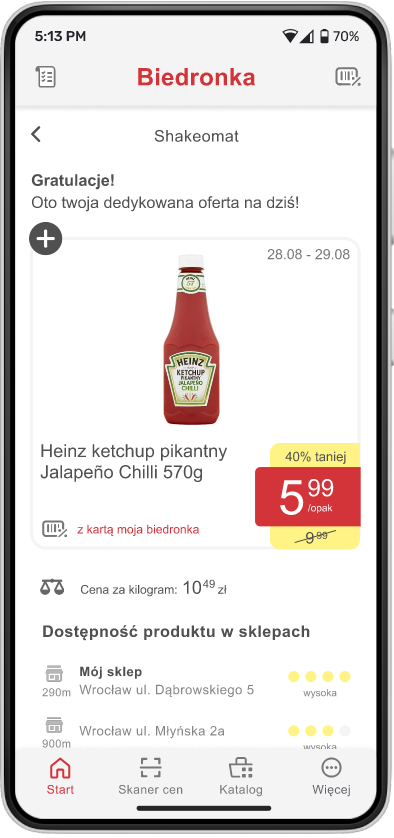 5:13 PM 70%
Biedronka
Shakeomat
Gratulacje!
Oto twoja dedykowana oferta na dziś!
28.08 - 29.08
57
HEINZ
KETCHUP
PIKANTNY
JALAPEÑO
CHILLI
Heinz ketchup pikantny
Jalapeño Chilli 570g
40% taniej
5 99
/opak
9 99
z kartą moja biedronka
Cena za kilogram: 10 49 zł
Dostępność produktu w sklepach
Mój sklep
290m Wrocław ul. Dąbrowskiego 5
wysoka
Wrocław ul. Młyńska 2a
900m
wysoka
Start Skaner cen Katalog Więcej